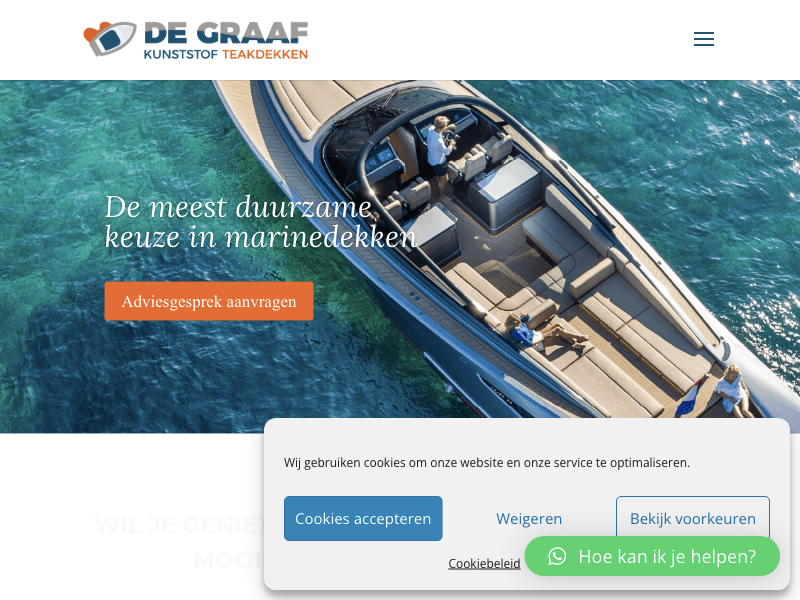 DE GRAAF
KUNSTSTOF TEAKDEKKEN
De meest duurzame
keuze in marinedekken
Adviesgesprek aanvragen
WIL JE GENIET
MOOI
Wij gebruiken cookies om onze website en onze service te optimaliseren.
Cookies accepteren
Weigeren
Bekijk voorkeuren
Cookiebeleid
Hoe kan ik je helpen?